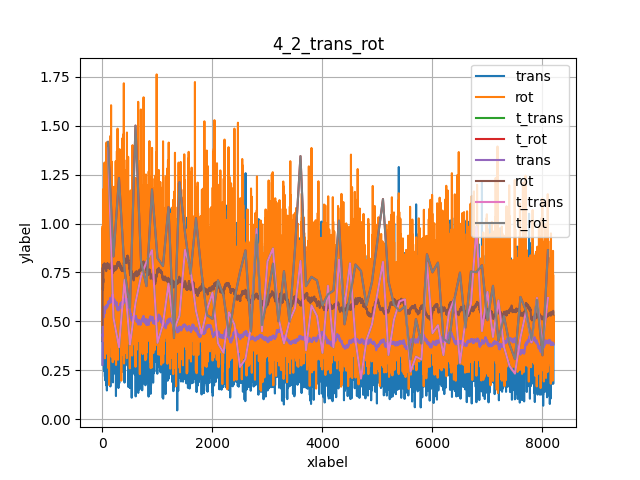 4_2_trans_rot
1.75
1.50
1.25
1.00
0.75
0.50
0.25
0.00
ylabel
0
2000
4000
6000
8000
xlabel
trans
rot
t_trans
t_rot
trans
rot
t_trans
t_rot